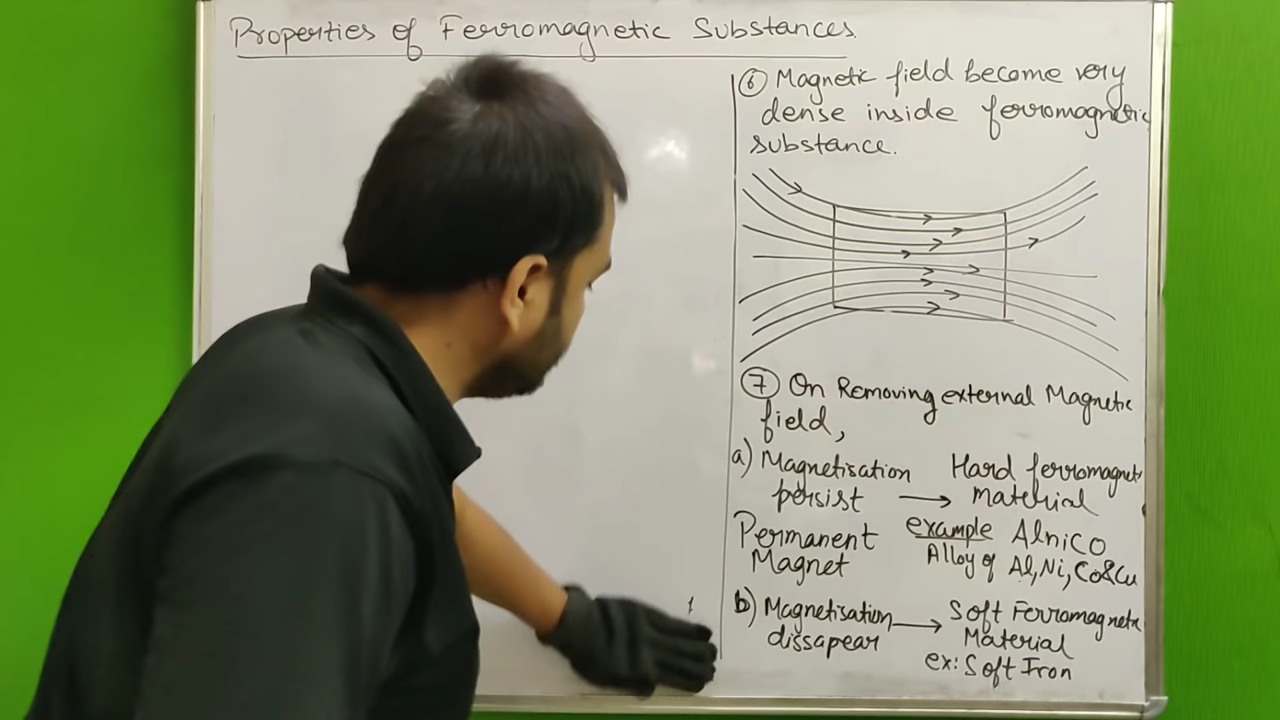 Properties of Ferromagnetic Substances
⑥ Magnetic field become very
dense inside ferromagnetic
substance.
⑦ On Removing external Magnetic
field,
a) Magnetisation Hard ferromagnet
persist → material
Permanent example AlniCO
Magnet Alloy of Al, Ni, Co & Cu
b) Magnetisation → Soft Ferromagnetic
dissapear Material
ex: Soft Iron